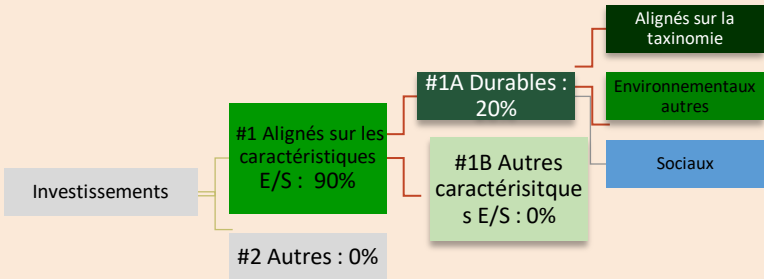 Investissements
#1 Alignés sur les
caractéristiques
E/S : 90%
#2 Autres : 0%
#1A Durables :
20%
#1B Autres
caractérisitque
s E/S : 0%
Alignés sur la
taxinomie
Environnementaux
autres
Sociaux